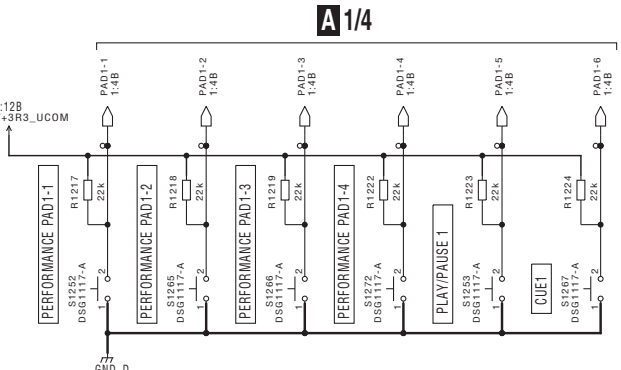 A 1/4
PAD1-1
1:4B
PAD1-2
1:4B
PAD1-3
1:4B
PAD1-4
1:4B
PAD1-5
1:4B
PAD1-6
1:4B
:12B
+3R3_UCOM
PERFORMANCE PAD1-1
R1217
22k
PERFORMANCE PAD1-2
R1218
22k
PERFORMANCE PAD1-3
R1219
22k
PERFORMANCE PAD1-4
R1222
22k
PLAY/PAUSE 1
R1223
22k
CUE1
R1224
22k
S1252
DSG1117-A
2
1
S1265
DSG1117-A
2
1
S1266
DSG1117-A
2
1
S1272
DSG1117-A
2
1
S1253
DSG1117-A
2
1
S1267
DSG1117-A
2
1
GND_D